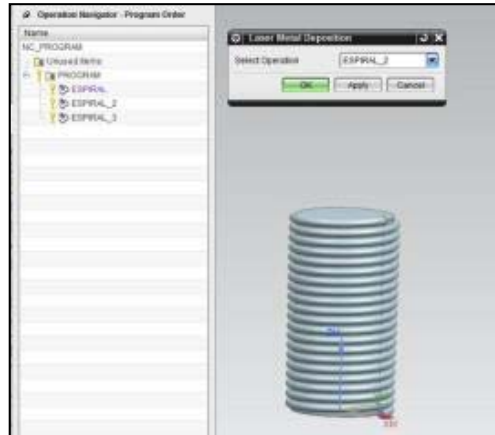 Operation Navigator - Program Order
Name
NC_PROGRAM
Unused Items
PROGRAM
ESPIRAL
ESPIRAL_2
ESPIRAL_3
Laser Metal Deposition
Select Operation
ESPIRAL_2
OK
Apply
Cancel